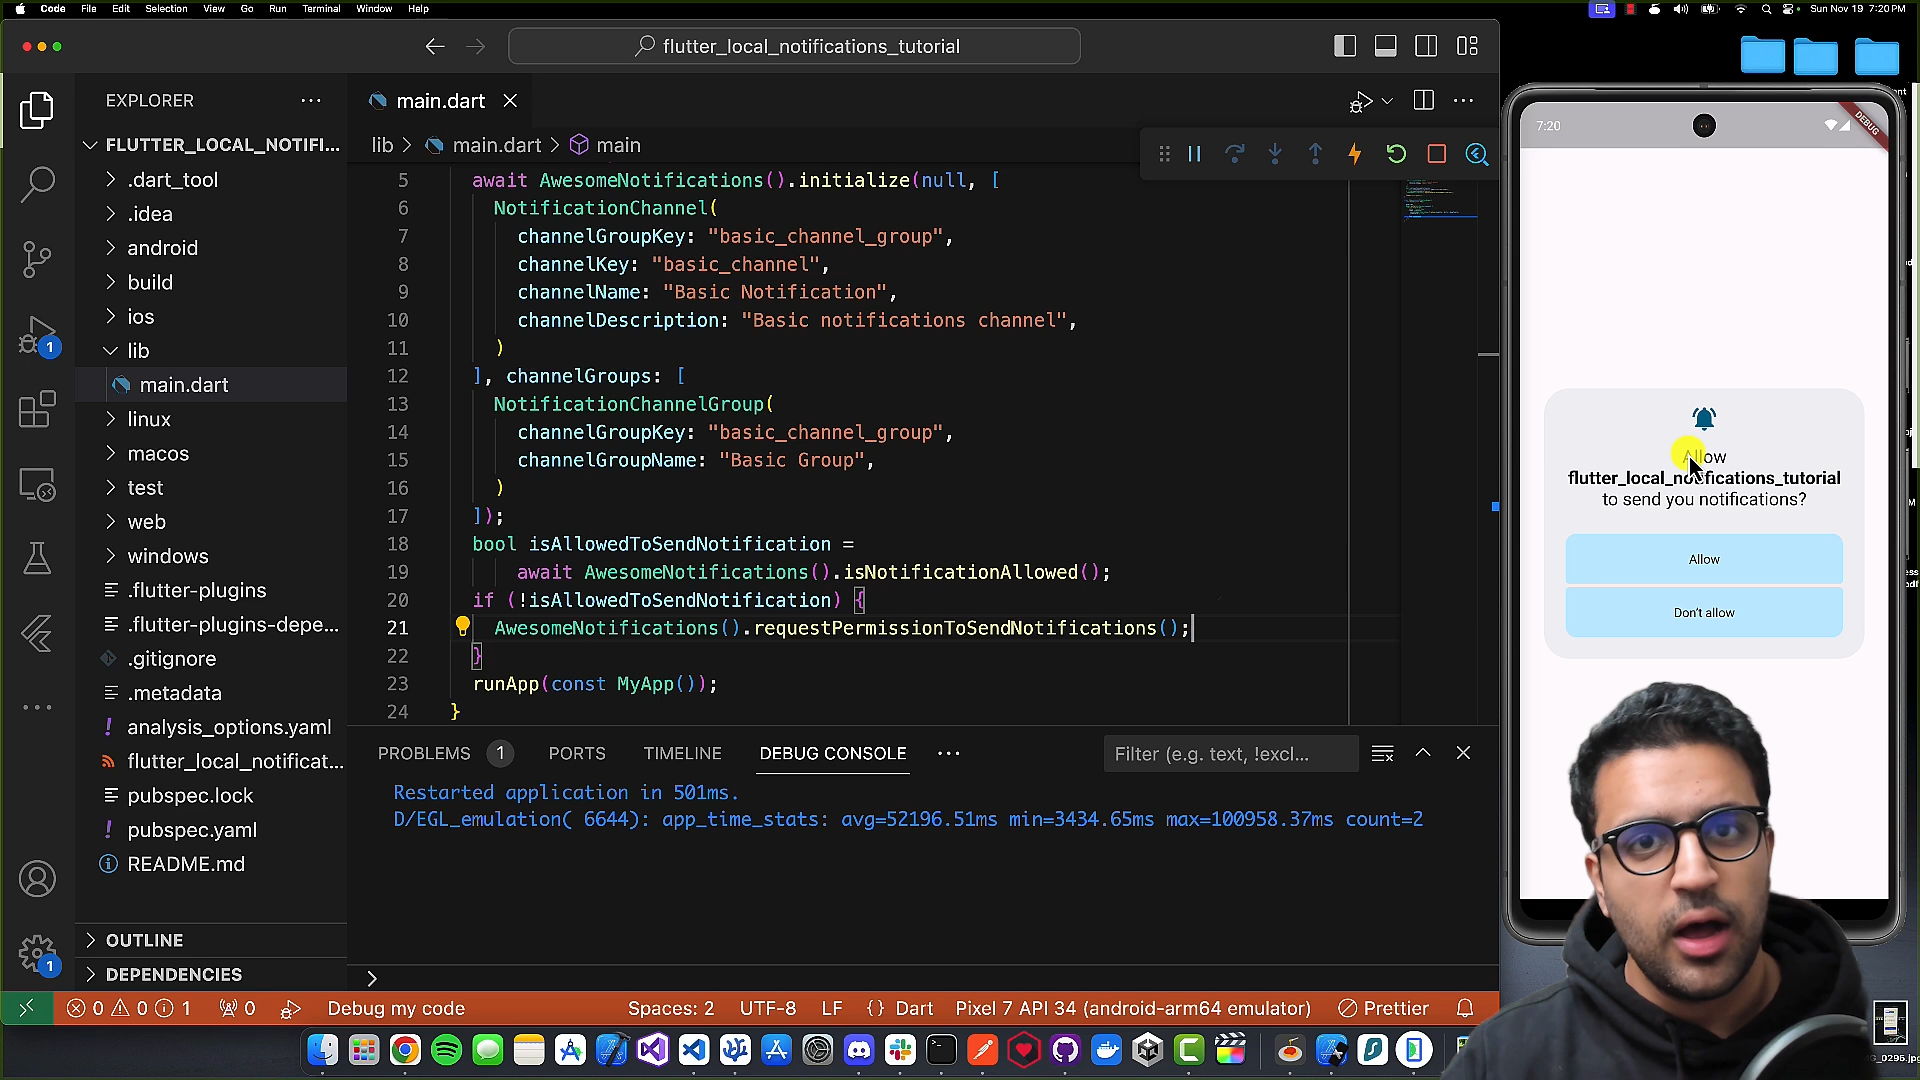 Code File Edit Selection View Go Run Terminal Window Help
Sun Nov 19 7:20 PM
flutter_local_notifications_tutorial
EXPLORER
FLUTTER_LOCAL_NOTIFI...
.dart_tool
.idea
android
build
ios
lib
main.dart
linux
macos
test
web
windows
.flutter-plugins
.flutter-plugins-depe...
.gitignore
.metadata
analysis_options.yaml
flutter_local_notificat...
pubspec.lock
pubspec.yaml
README.md
OUTLINE
DEPENDENCIES
1
1
main.dart
lib > main.dart > main
5 await AwesomeNotifications().initialize(null, [
6 NotificationChannel(
7 channelGroupKey: "basic_channel_group",
8 channelKey: "basic_channel",
9 channelName: "Basic Notification",
10 channelDescription: "Basic notifications channel",
11 )
12 ], channelGroups: [
13 NotificationChannelGroup(
14 channelGroupKey: "basic_channel_group",
15 channelGroupName: "Basic Group",
16 )
17 ]);
18 bool isAllowedToSendNotification =
19 await AwesomeNotifications().isNotificationAllowed();
20 if (!isAllowedToSendNotification) {
21 AwesomeNotifications().requestPermissionToSendNotifications();
22 }
23 runApp(const MyApp());
24 }
PROBLEMS 1 PORTS TIMELINE DEBUG CONSOLE
Filter (e.g. text, !excl...
Restarted application in 501ms.
D/EGL_emulation( 6644): app_time_stats: avg=52196.51ms min=3434.65ms max=100958.37ms count=2
0 0 1 0 Debug my code Spaces: 2 UTF-8 LF {} Dart Pixel 7 API 34 (android-arm64 emulator) Prettier
7:20
DEBUG
Allow
flutter_local_notifications_tutorial
to send you notifications?
Allow
Don't allow